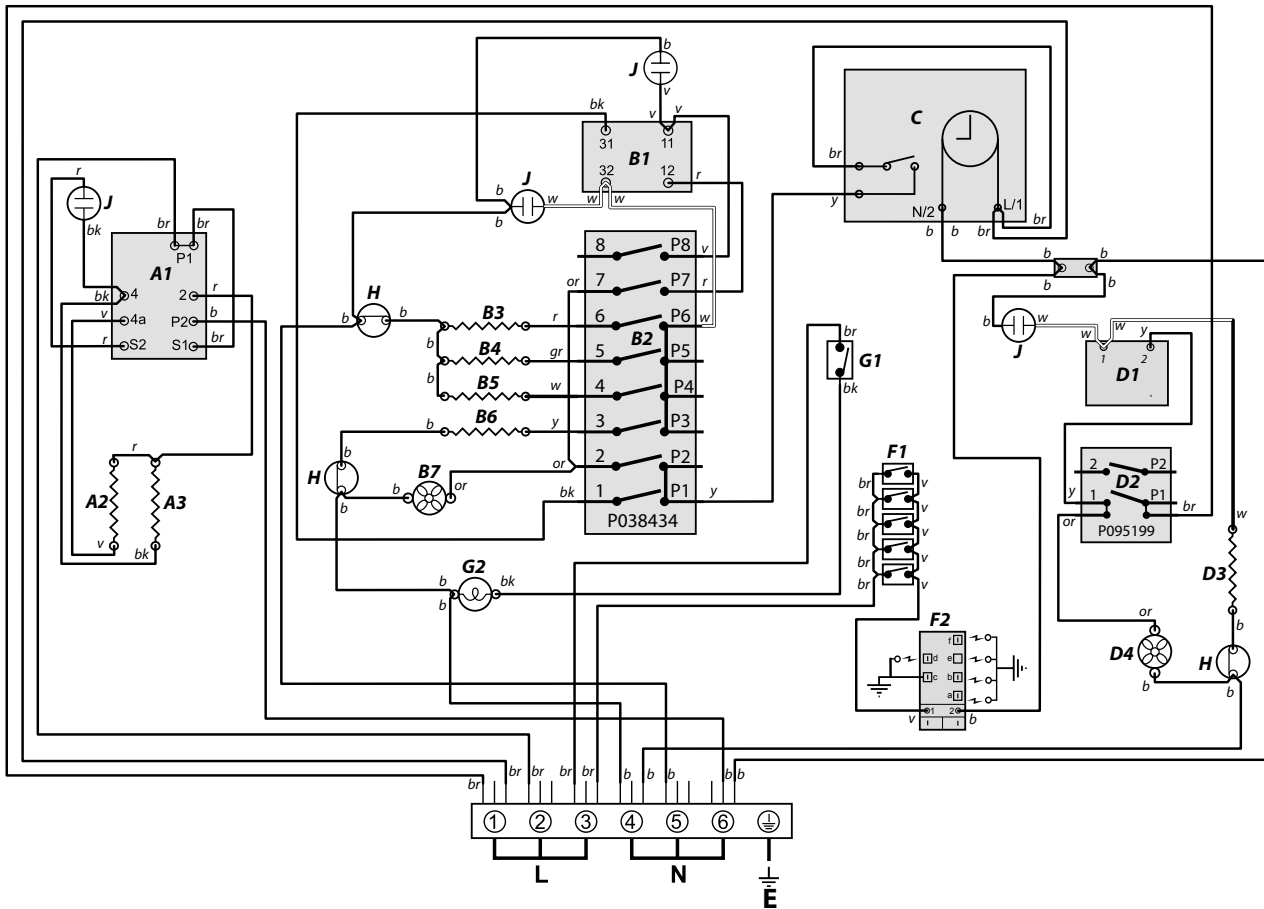 b
J
v
v
bk
31
11
B1
32
12
r
C
br
y
N/2
L/1
b
b
br
br
r
J
bk
br
br
P1
A1
bk
4
2
r
v
4a
P2
b
r
S2
S1
br
b
J
w
w
w
b
8
P8
v
or
7
P7
r
H
b
b
B3
r
6
P6
w
b
B4
gr
5
B2
P5
b
B5
w
4
P4
B6
y
3
P3
b
or
2
P2
H
b
B7
or
b
bk
1
P1
y
P038434
b
b
b
b
b
J
w
w
y
1
2
D1
br
G1
bk
F1
br
v
br
v
br
v
br
v
br
v
2
P2
D2
y
1
P1
or
br
P095199
w
D3
r
A2
A3
v
bk
b
G2
bk
b
F2
f
d
e
c
b
a
v
1
2
b
or
D4
b
b
H
b
br
br
br
br
br
b
b
b
b
b
1
2
3
4
5
6
L
N
E